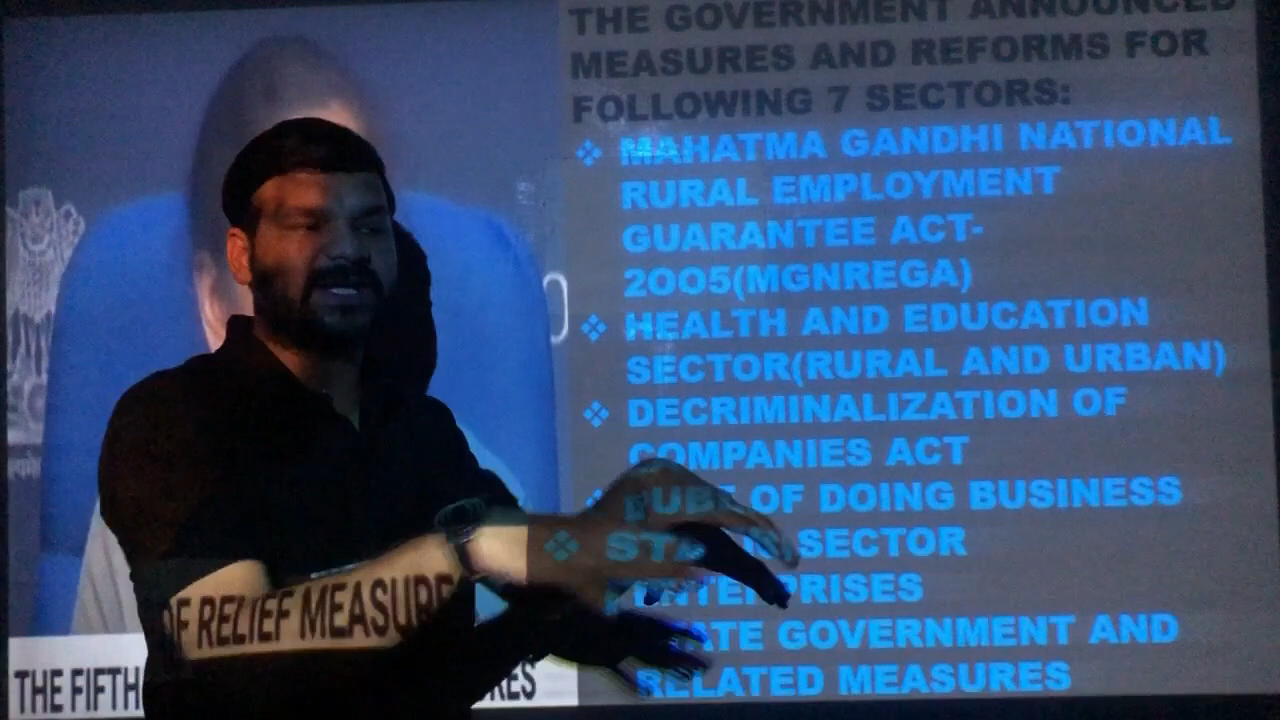 THE GOVERNMENT ANNOUNCED
MEASURES AND REFORMS FOR
FOLLOWING 7 SECTORS:
❖ MAHATMA GANDHI NATIONAL
RURAL EMPLOYMENT
GUARANTEE ACT-
2005(MGNREGA)
❖ HEALTH AND EDUCATION
SECTOR(RURAL AND URBAN)
❖ DECRIMINALIZATION OF
COMPANIES ACT
OF DOING BUSINESS
❖ SECTOR
ENTERPRISES
GOVERNMENT AND
RELATED MEASURES
OF RELIEF MEASURE
THE FIFTH